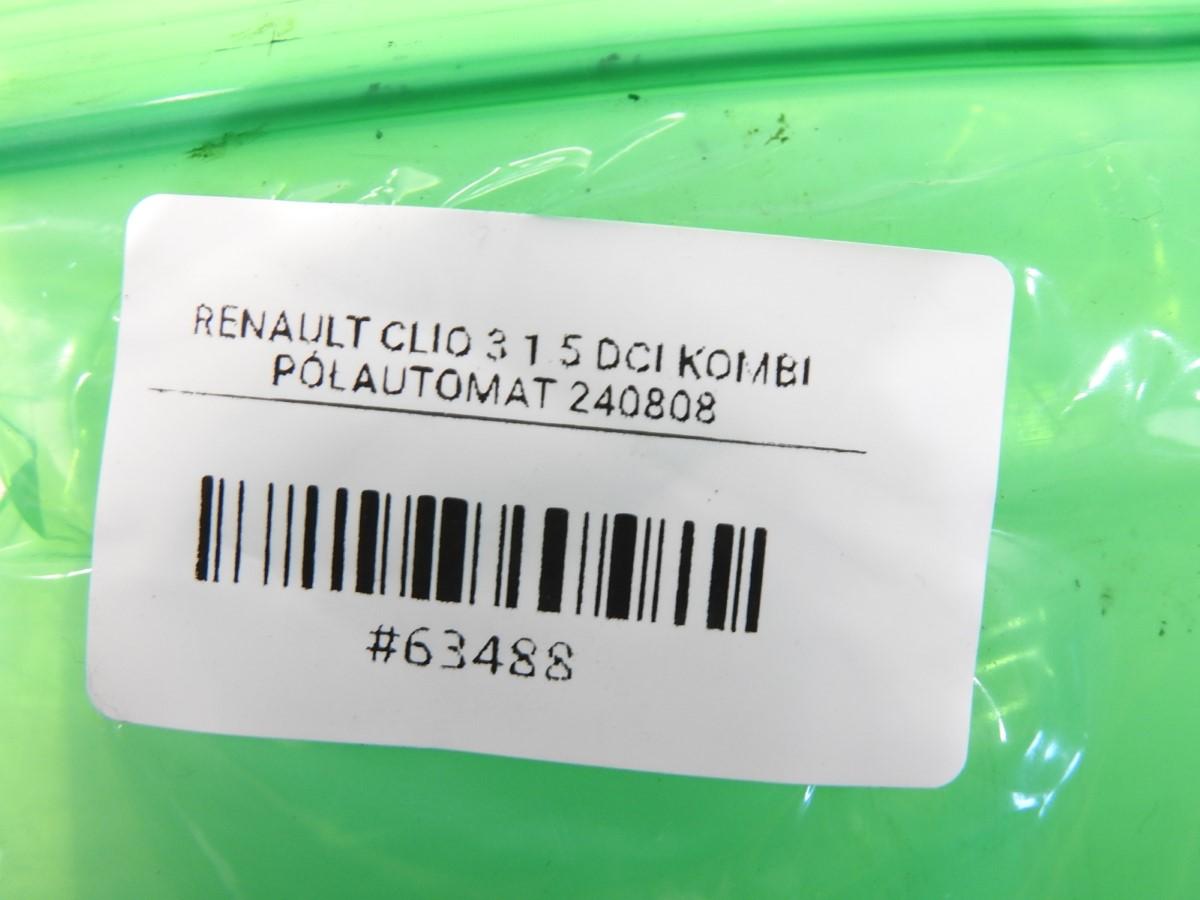 RENAULT CLIO 3 1.5 DCI KOMBI
PÓŁAUTOMAT 240808
#63488